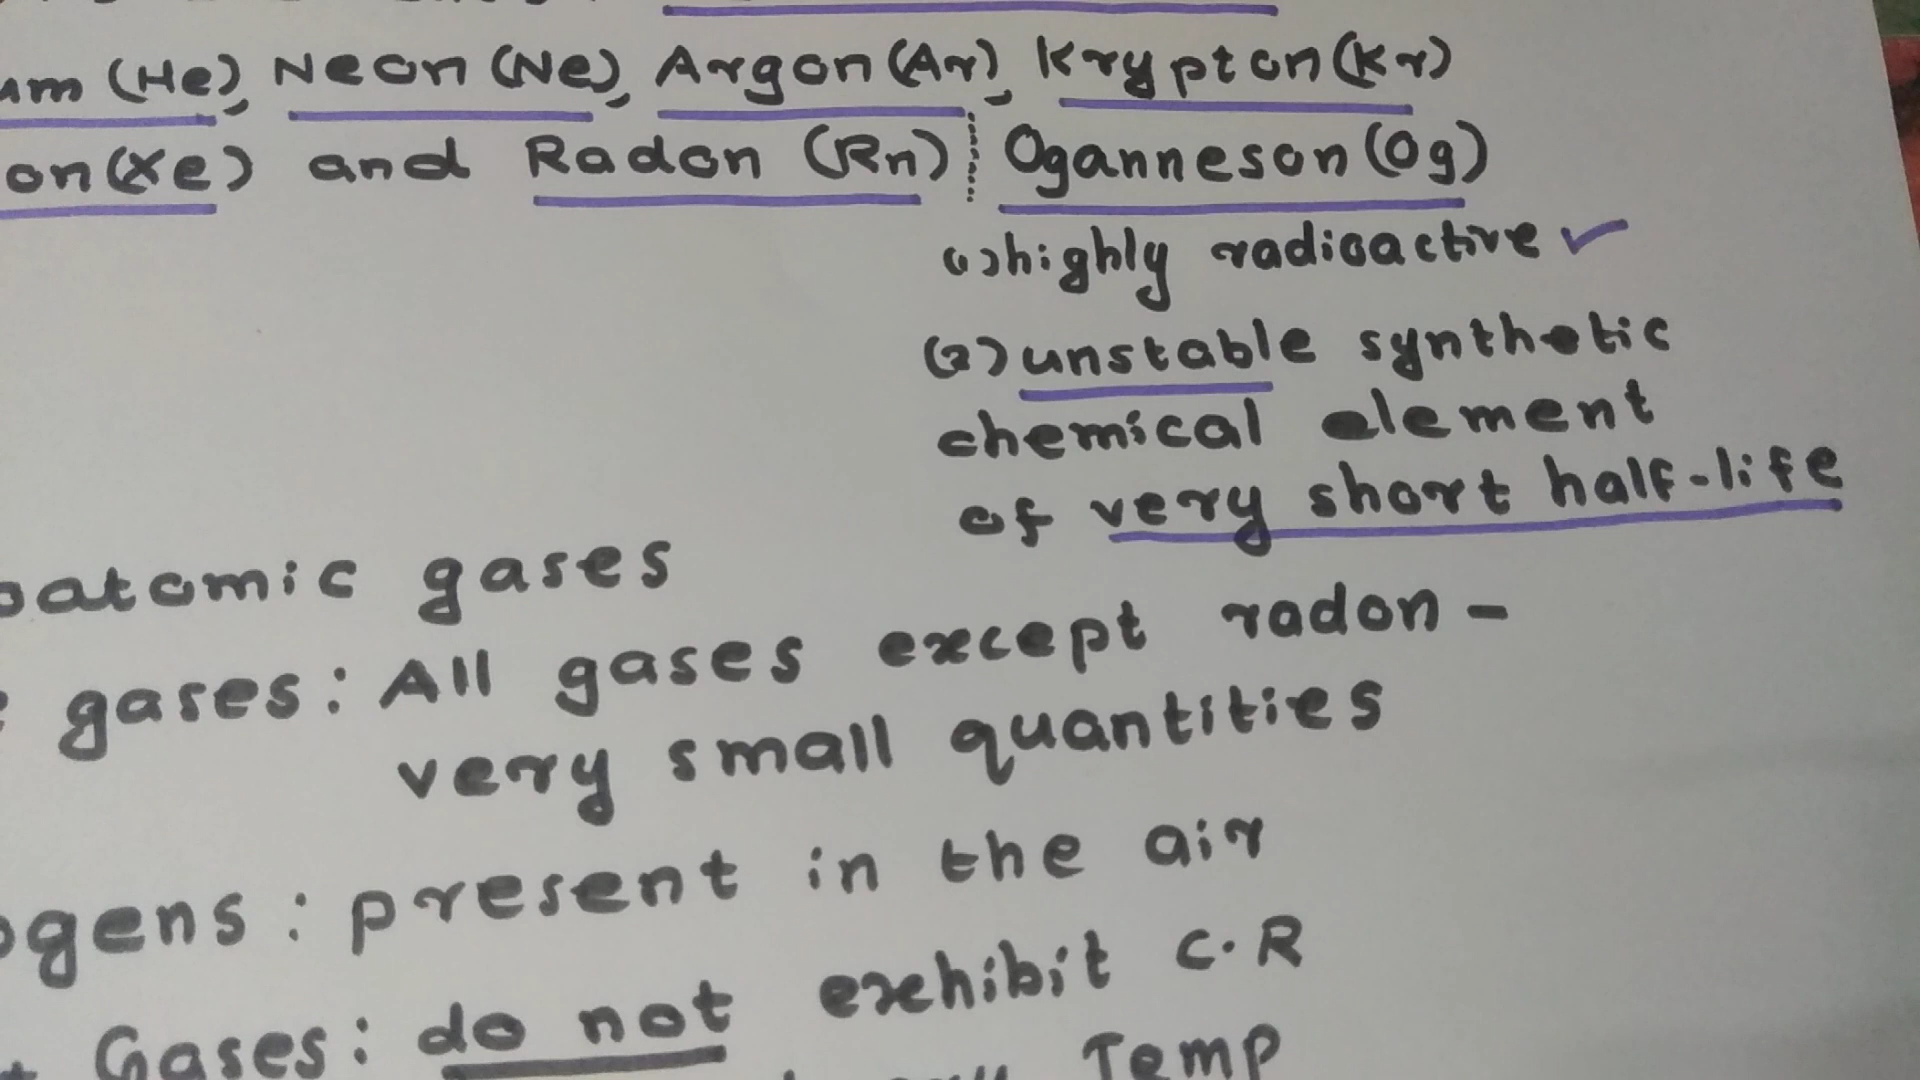 um (He), Neon (Ne), Argon (Ar), Krypton (Kr)
on (Xe) and Radon (Rn) Oganneson (Og)
(1) highly radioactive ✓
(2) unstable synthetic
chemical element
of very short half-life
oatomic gases
gases: All gases except radon -
very small quantities
ogens: present in the air
Gases: do not exhibit C.R
Temp